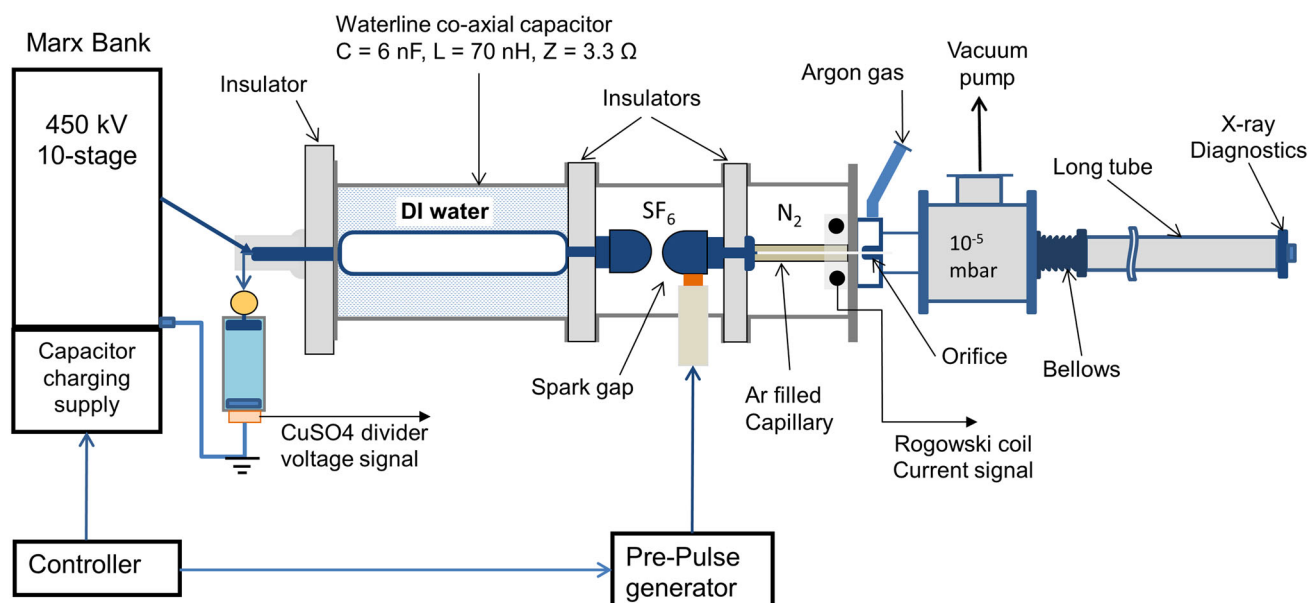 Marx Bank
450 kV
10-stage
Capacitor
charging
supply
Controller
Insulator
Waterline co-axial capacitor
C = 6 nF, L = 70 nH, Z = 3.3 Ω
DI water
CuSO4 divider
voltage signal
Insulators
SF₆
N₂
Spark gap
Ar filled
Capillary
Pre-Pulse
generator
Argon gas
Vacuum
pump
10⁻⁵
mbar
Orifice
Rogowski coil
Current signal
Bellows
Long tube
X-ray
Diagnostics